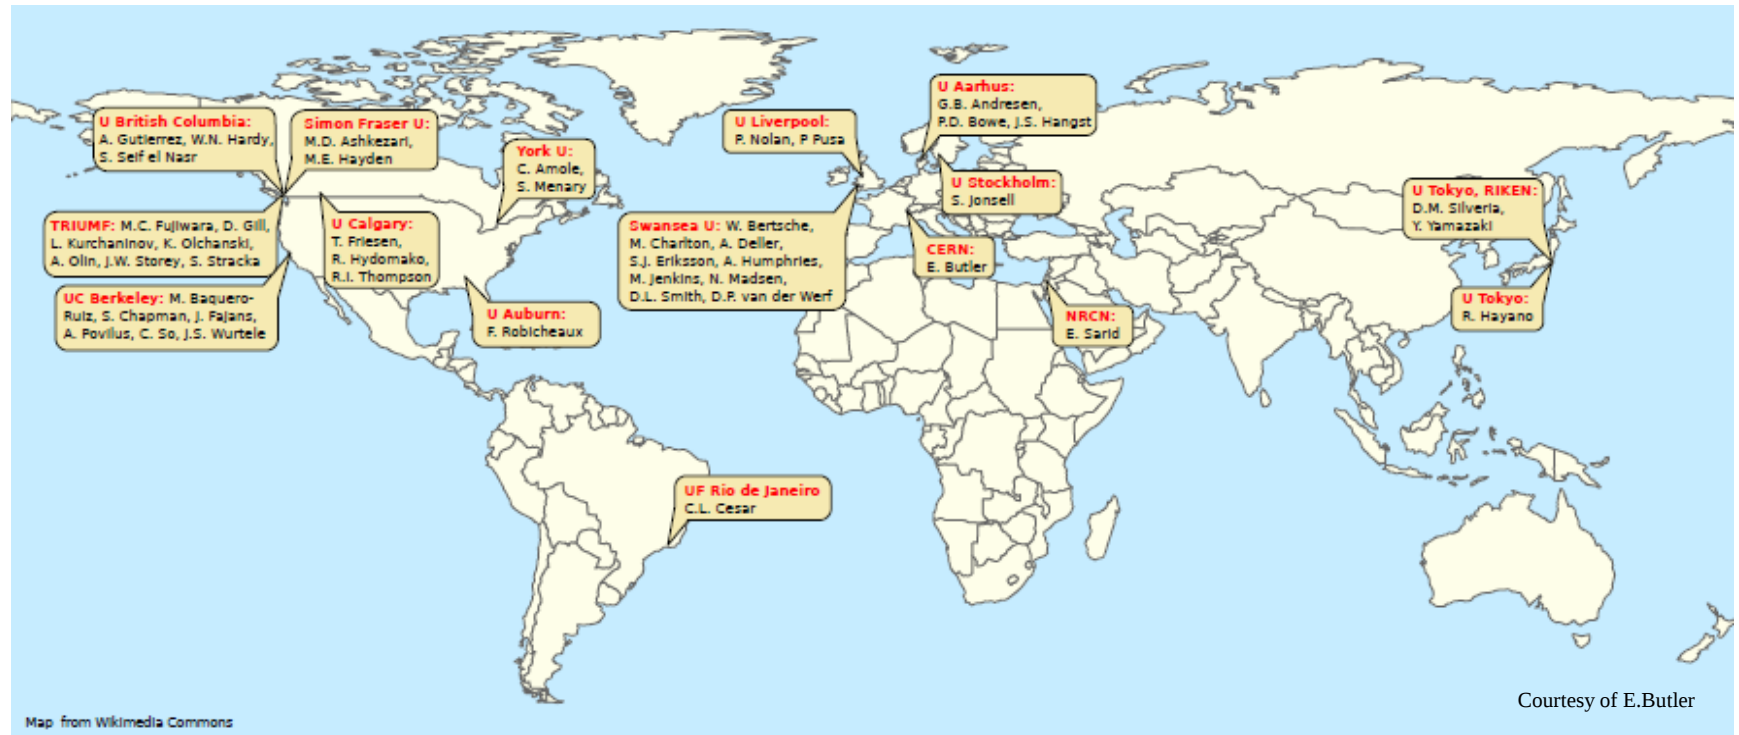 U British Columbia:
A. Gutierrez, W.N. Hardy,
S. Seif el Nasr
Simon Fraser U:
M.D. Ashkezari,
M.E. Hayden
York U:
C. Amole,
S. Menary
TRIUMF: M.C. Fujiwara, D. Gill,
L. Kurchaninov, K. Olchanski,
A. Olin, J.W. Storey, S. Stracka
U Calgary:
T. Friesen,
R. Hydomako,
R.I. Thompson
UC Berkeley: M. Baquero-
Ruiz, S. Chapman, J. Fajans,
A. Povilus, C. So, J.S. Wurtele
U Auburn:
F. Robicheaux
UF Rio de Janeiro
C.L. Cesar
U Liverpool:
P. Nolan, P Pusa
U Aarhus:
G.B. Andresen,
P.D. Bowe, J.S. Hangst
U Stockholm:
S. Jonsell
Swansea U: W. Bertsche,
M. Charlton, A. Deller,
S.J. Eriksson, A. Humphries,
M. Jenkins, N. Madsen,
D.L. Smith, D.P. van der Werf
CERN:
E. Butler
NRCN:
E. Sarid
U Tokyo, RIKEN:
D.M. Silveria,
Y. Yamazaki
U Tokyo:
R. Hayano
Courtesy of E.Butler
Map from Wikimedia Commons